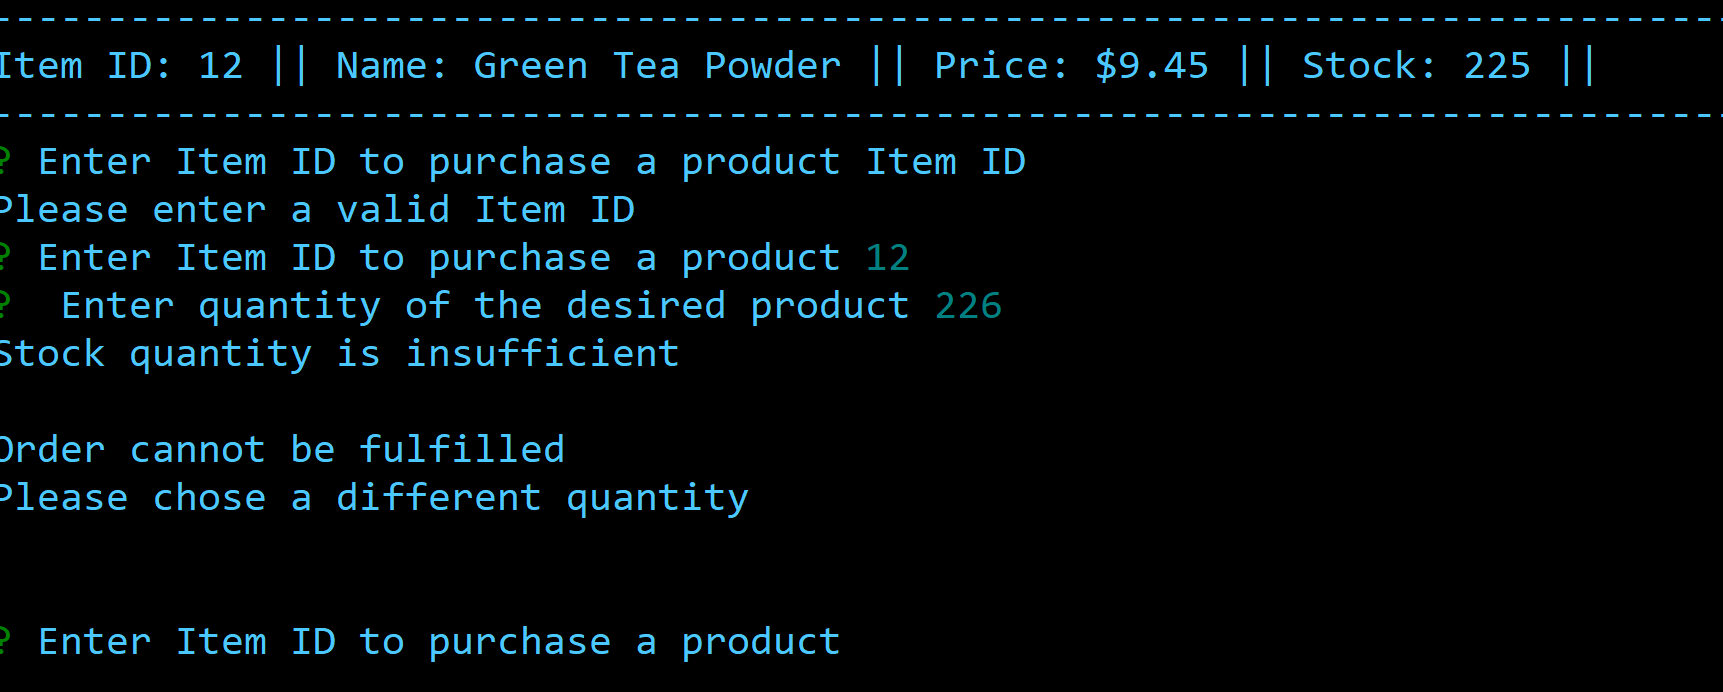 --------------------------------------------------------------------------
Item ID: 12 || Name: Green Tea Powder || Price: $9.45 || Stock: 225 ||
--------------------------------------------------------------------------
? Enter Item ID to purchase a product Item ID
Please enter a valid Item ID
? Enter Item ID to purchase a product 12
?  Enter quantity of the desired product 226
Stock quantity is insufficient
Order cannot be fulfilled
Please chose a different quantity
? Enter Item ID to purchase a product